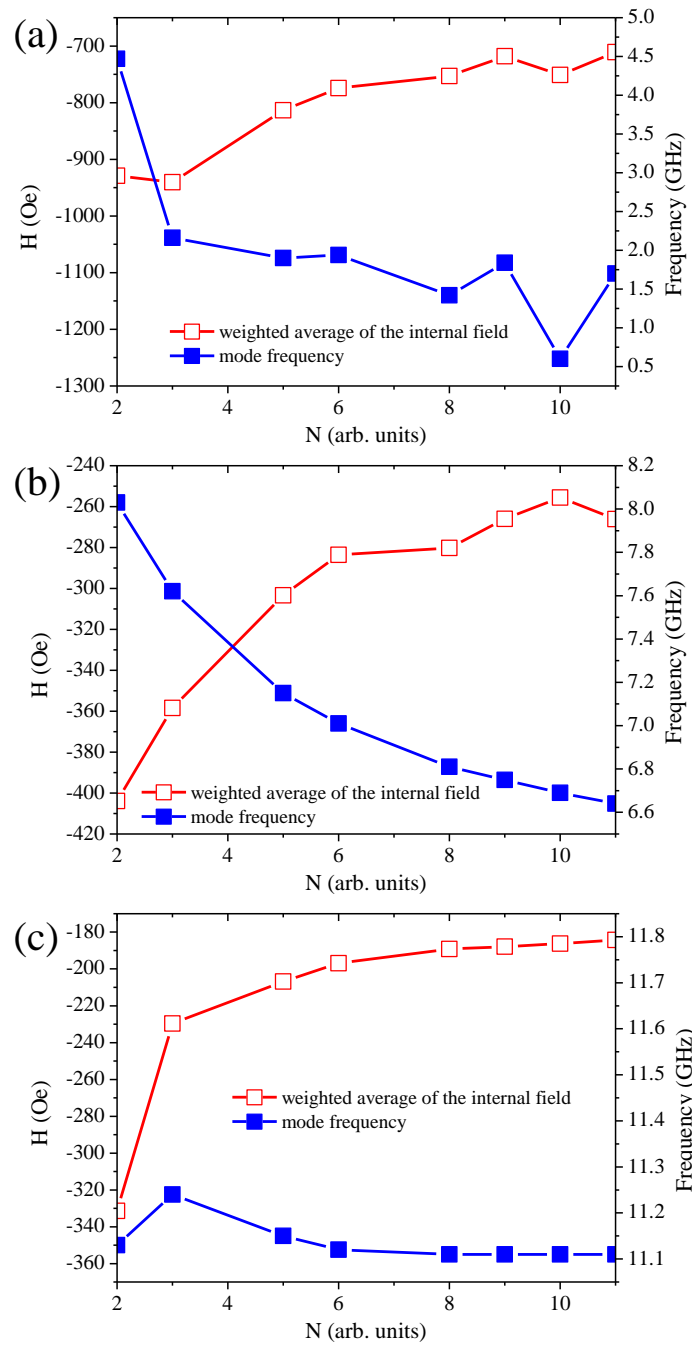 (a)
-700
-800
-900
-1000
-1100
-1200
-1300
H (Oe)
5.0
4.5
4.0
3.5
3.0
2.5
2.0
1.5
1.0
0.5
Frequency (GHz)
weighted average of the internal field
mode frequency
2 4 6 8 10
N (arb. units)
(b)
-240
-260
-280
-300
-320
-340
-360
-380
-400
-420
H (Oe)
8.2
8.0
7.8
7.6
7.4
7.2
7.0
6.8
6.6
Frequency (GHz)
weighted average of the internal field
mode frequency
2 4 6 8 10
N (arb. units)
(c)
-180
-200
-220
-240
-260
-280
-300
-320
-340
-360
H (Oe)
11.8
11.7
11.6
11.5
11.4
11.3
11.2
11.1
Frequency (GHz)
weighted average of the internal field
mode frequency
2 4 6 8 10
N (arb. units)